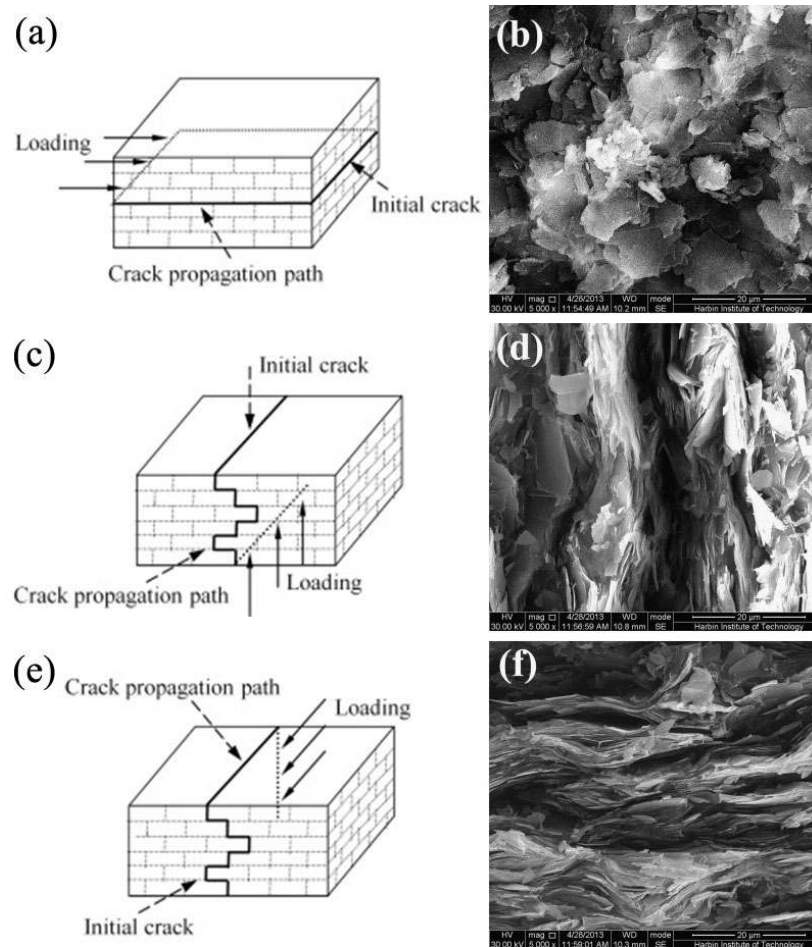 (a)
Loading
Initial crack
Crack propagation path
(b)
HV mag □ 4/28/2013 WD mode 20 µm
30.00 kV 5 000 x 11:54:49 AM 10.2 mm SE Harbin Institute of Technology
(c)
Initial crack
Crack propagation path
Loading
(d)
HV mag □ 4/28/2013 WD mode 20 µm
30.00 kV 5 000 x 11:56:59 AM 10.8 mm SE Harbin Institute of Technology
(e)
Crack propagation path
Loading
Initial crack
(f)
HV mag □ 4/28/2013 WD mode 20 µm
30.00 kV 5 000 x 11:59:01 AM 10.3 mm SE Harbin Institute of Technology